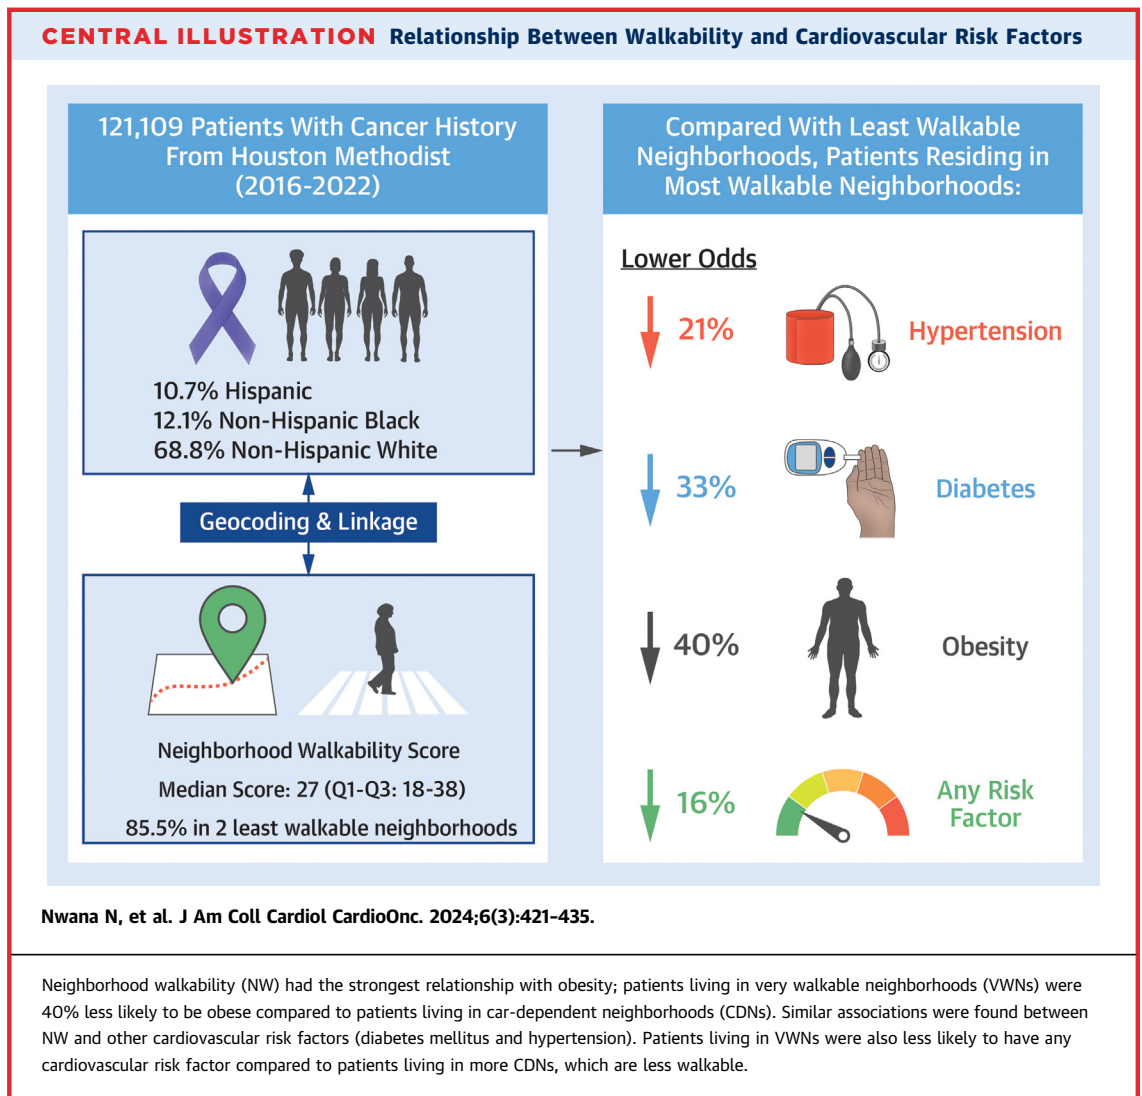 CENTRAL ILLUSTRATION Relationship Between Walkability and Cardiovascular Risk Factors
121,109 Patients With Cancer History
From Houston Methodist
(2016-2022)
10.7% Hispanic
12.1% Non-Hispanic Black
68.8% Non-Hispanic White
Geocoding & Linkage
Neighborhood Walkability Score
Median Score: 27 (Q1-Q3: 18-38)
85.5% in 2 least walkable neighborhoods
Compared With Least Walkable
Neighborhoods, Patients Residing in
Most Walkable Neighborhoods:
Lower Odds
21% Hypertension
33% Diabetes
40% Obesity
16% Any Risk
Factor
Nwana N, et al. J Am Coll Cardiol CardioOnc. 2024;6(3):421–435.
Neighborhood walkability (NW) had the strongest relationship with obesity; patients living in very walkable neighborhoods (VWNs) were
40% less likely to be obese compared to patients living in car-dependent neighborhoods (CDNs). Similar associations were found between
NW and other cardiovascular risk factors (diabetes mellitus and hypertension). Patients living in VWNs were also less likely to have any
cardiovascular risk factor compared to patients living in more CDNs, which are less walkable.